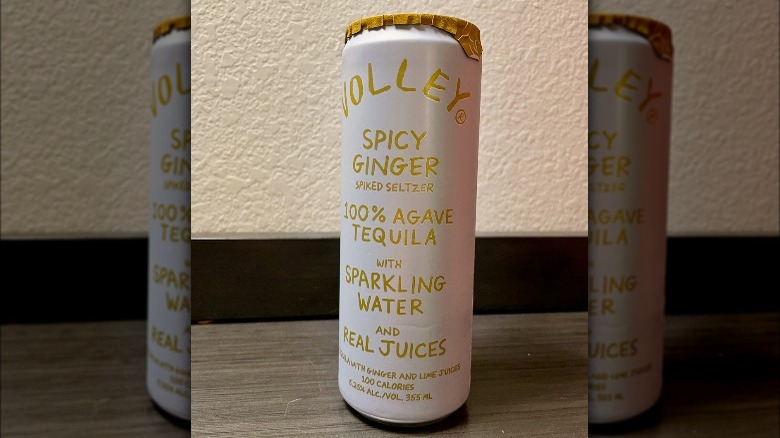 VOLLEY®
SPICY
GINGER
SPIKED SELTZER
100% AGAVE
TEQUILA
WITH
SPARKLING
WATER
AND
REAL JUICES
WITH GINGER AND LIME JUICES
100 CALORIES
5.25% ALC./VOL. 355 ML